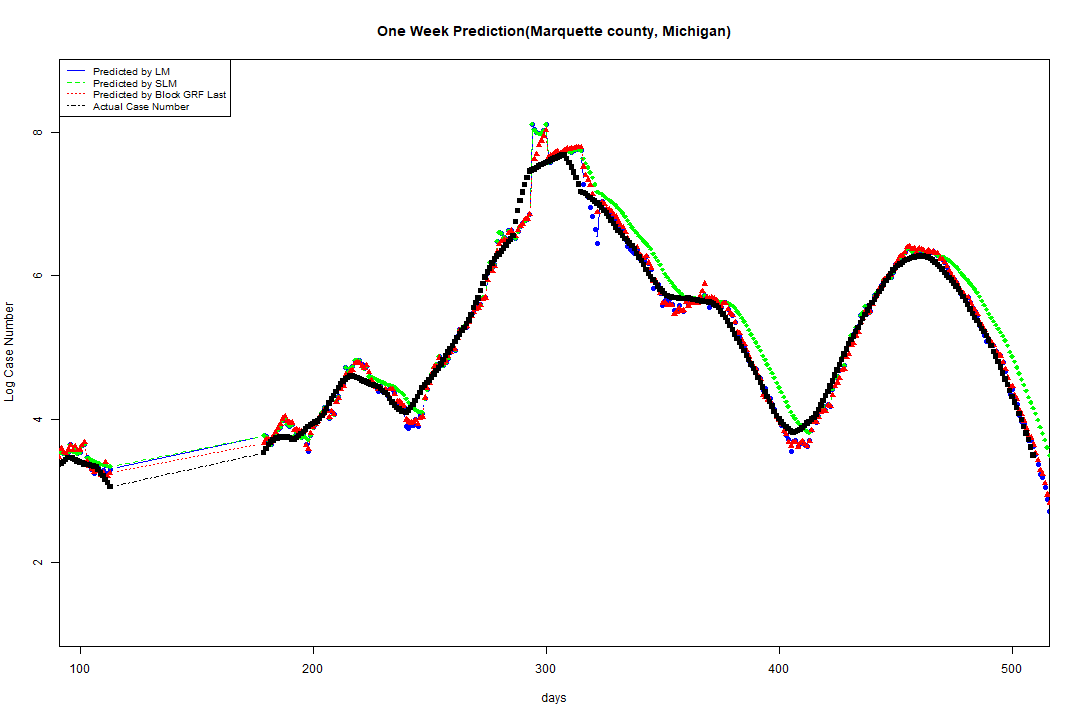 One Week Prediction(Marquette county, Michigan)
Predicted by LM
Predicted by SLM
Predicted by Block GRF Last
Actual Case Number
8
6
4
2
Log Case Number
100 200 300 400 500
days